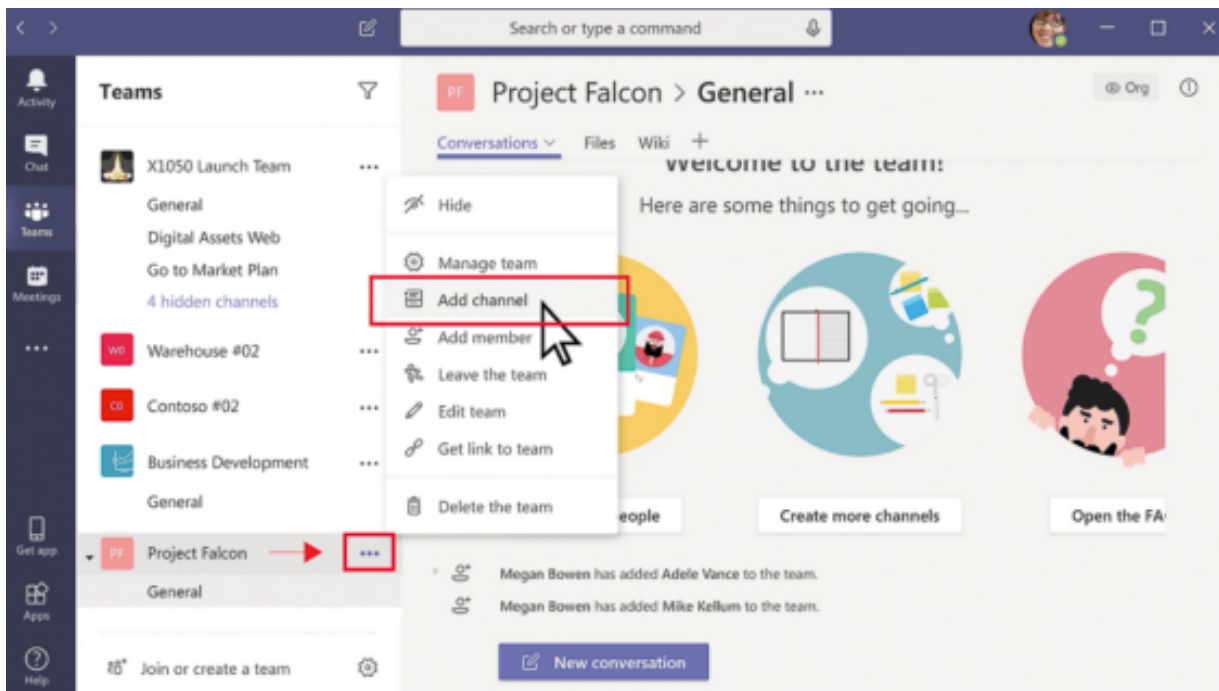 Search or type a command
Activity
Chat
Teams
Meetings
Get app
Apps
Help
Teams
X1050 Launch Team
General
Digital Assets Web
Go to Market Plan
4 hidden channels
WO Warehouse #02
CO Contoso #02
Business Development
General
PF Project Falcon
General
Join or create a team
Hide
Manage team
Add channel
Add member
Leave the team
Edit team
Get link to team
Delete the team
PF Project Falcon > General
Org
Conversations Files Wiki
Welcome to the team!
Here are some things to get going...
eople
Create more channels
Open the FA
Megan Bowen has added Adele Vance to the team.
Megan Bowen has added Mike Kellum to the team.
New conversation